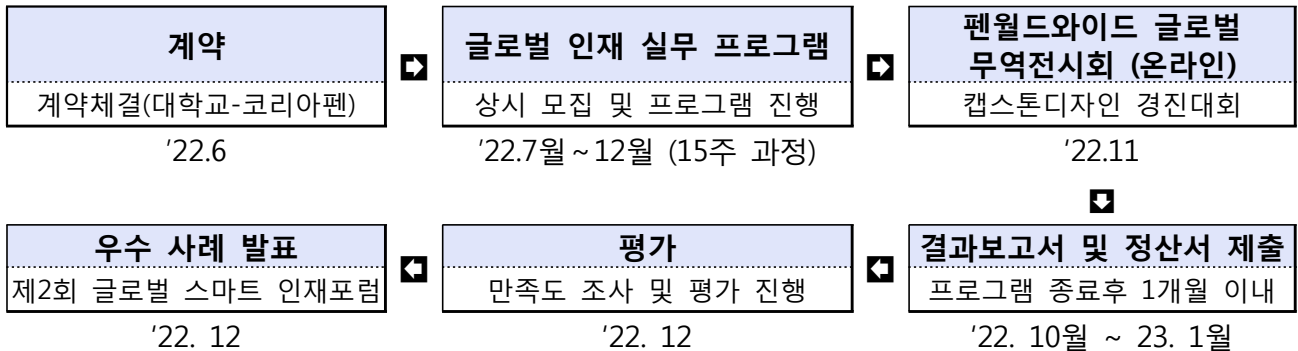 계약
계약체결(대학교-코리아펜)
'22.6
글로벌 인재 실무 프로그램
상시 모집 및 프로그램 진행
'22.7월~12월 (15주 과정)
펜월드와이드 글로벌
무역전시회 (온라인)
캡스톤디자인 경진대회
'22.11
결과보고서 및 정산서 제출
프로그램 종료후 1개월 이내
'22. 10월 ~ 23. 1월
평가
만족도 조사 및 평가 진행
'22. 12
우수 사례 발표
제2회 글로벌 스마트 인재포럼
'22. 12